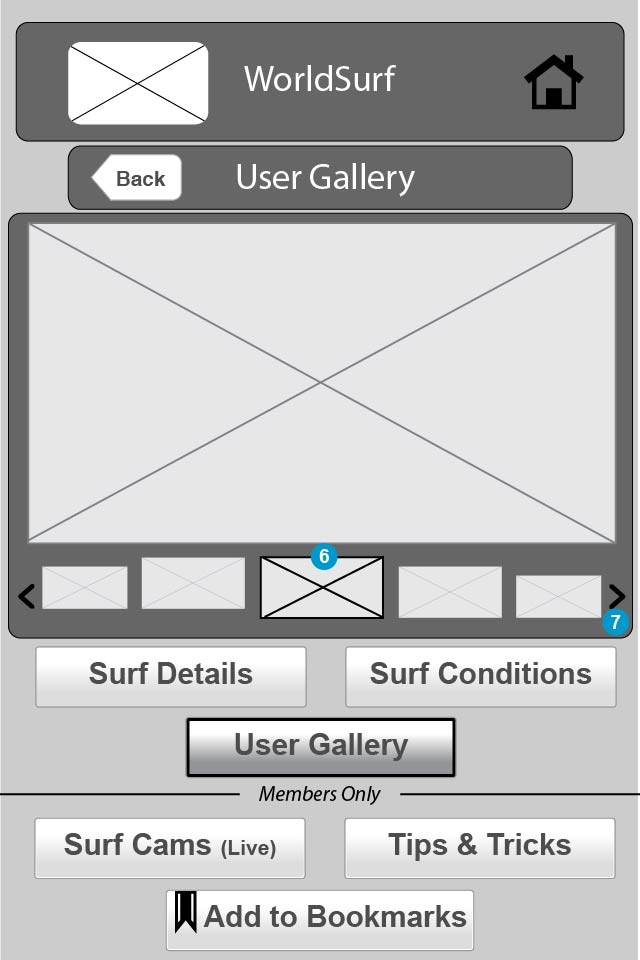 WorldSurf
Back
User Gallery
6
7
Surf Details
Surf Conditions
User Gallery
Members Only
Surf Cams (Live)
Tips & Tricks
Add to Bookmarks